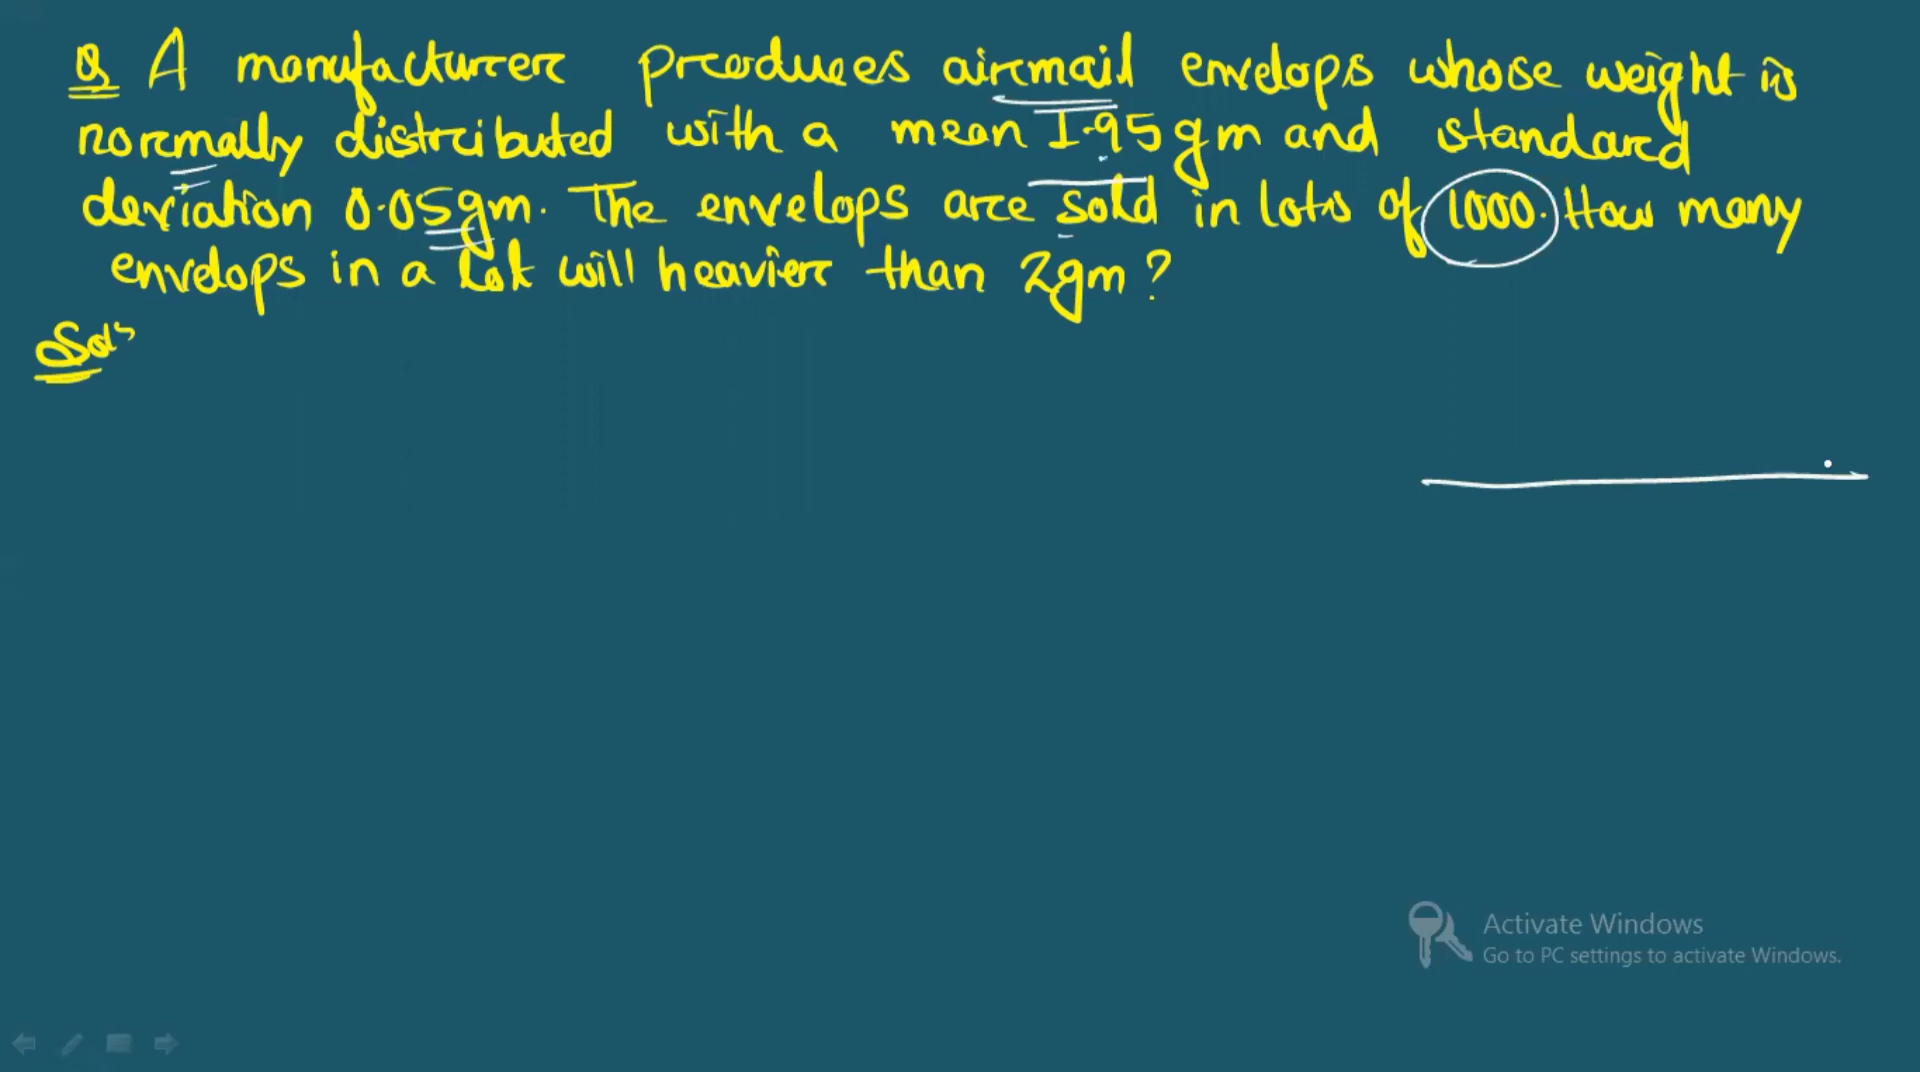 Q A manufacturer produces airmail envelops whose weight is
normally distributed with a mean 1.95gm and standard
deviation 0.05gm. The envelops are sold in lots of 1000. How many
envelops in a lot will heavier than 2gm?
Sol:
Activate Windows
Go to PC settings to activate Windows.